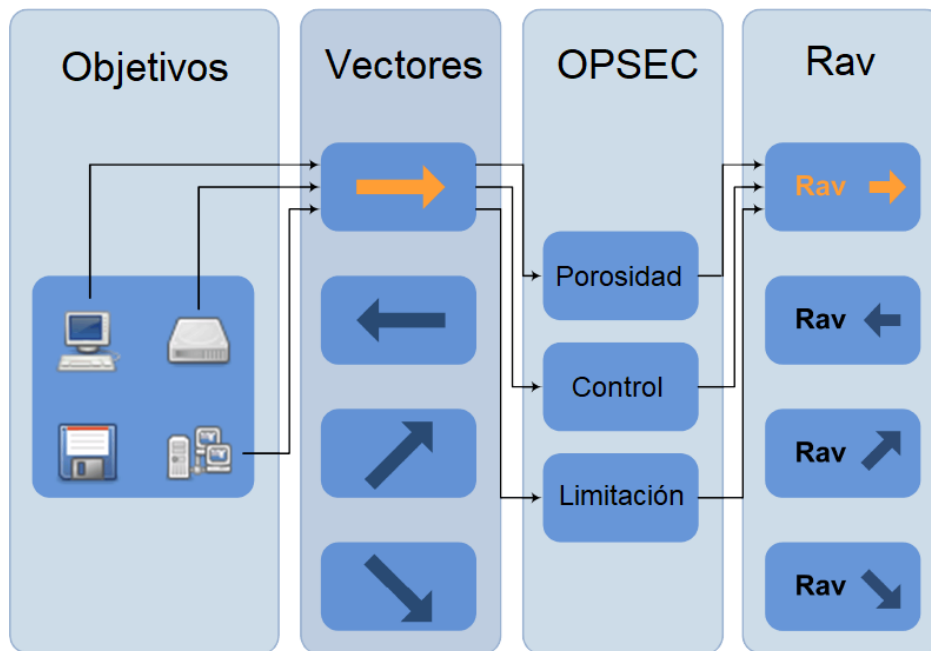 Objetivos
Vectores
OPSEC
Rav
Rav
Porosidad
Rav
Control
Rav
Limitación
Rav